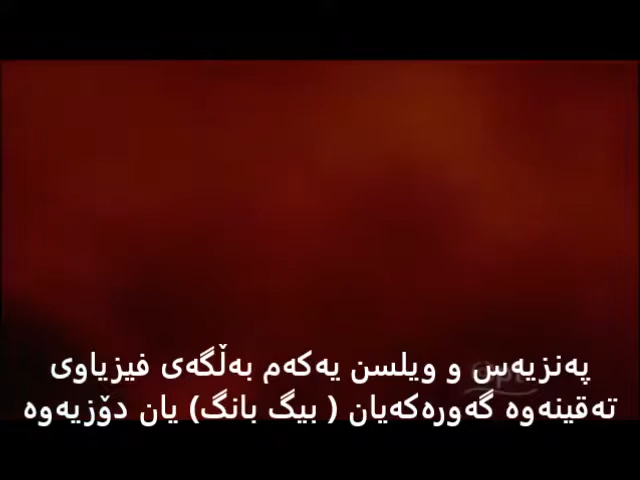 پەنزیەس و ویلسن یەکەم بەڵگەی فیزیاوی
تەقینەوە گەورەکەیان ( بیگ بانگ) یان دۆزیەوە